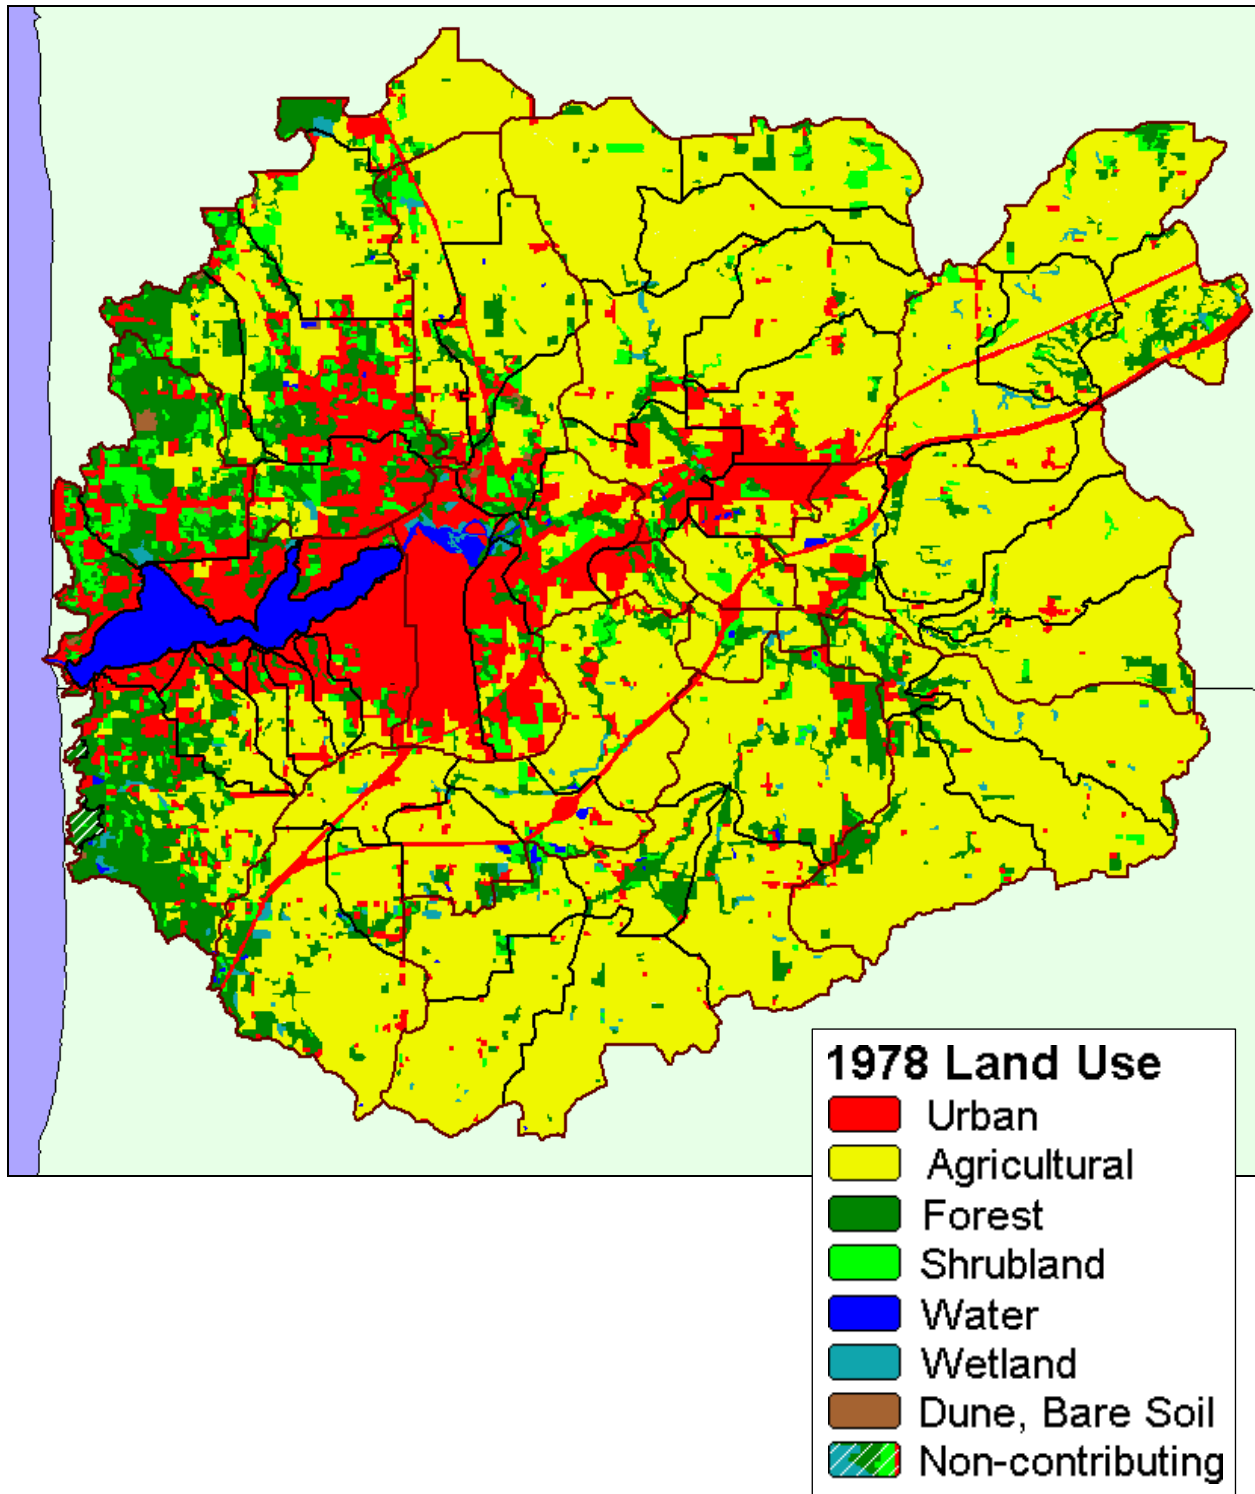 1978 Land Use
Urban
Agricultural
Forest
Shrubland
Water
Wetland
Dune, Bare Soil
Non-contributing